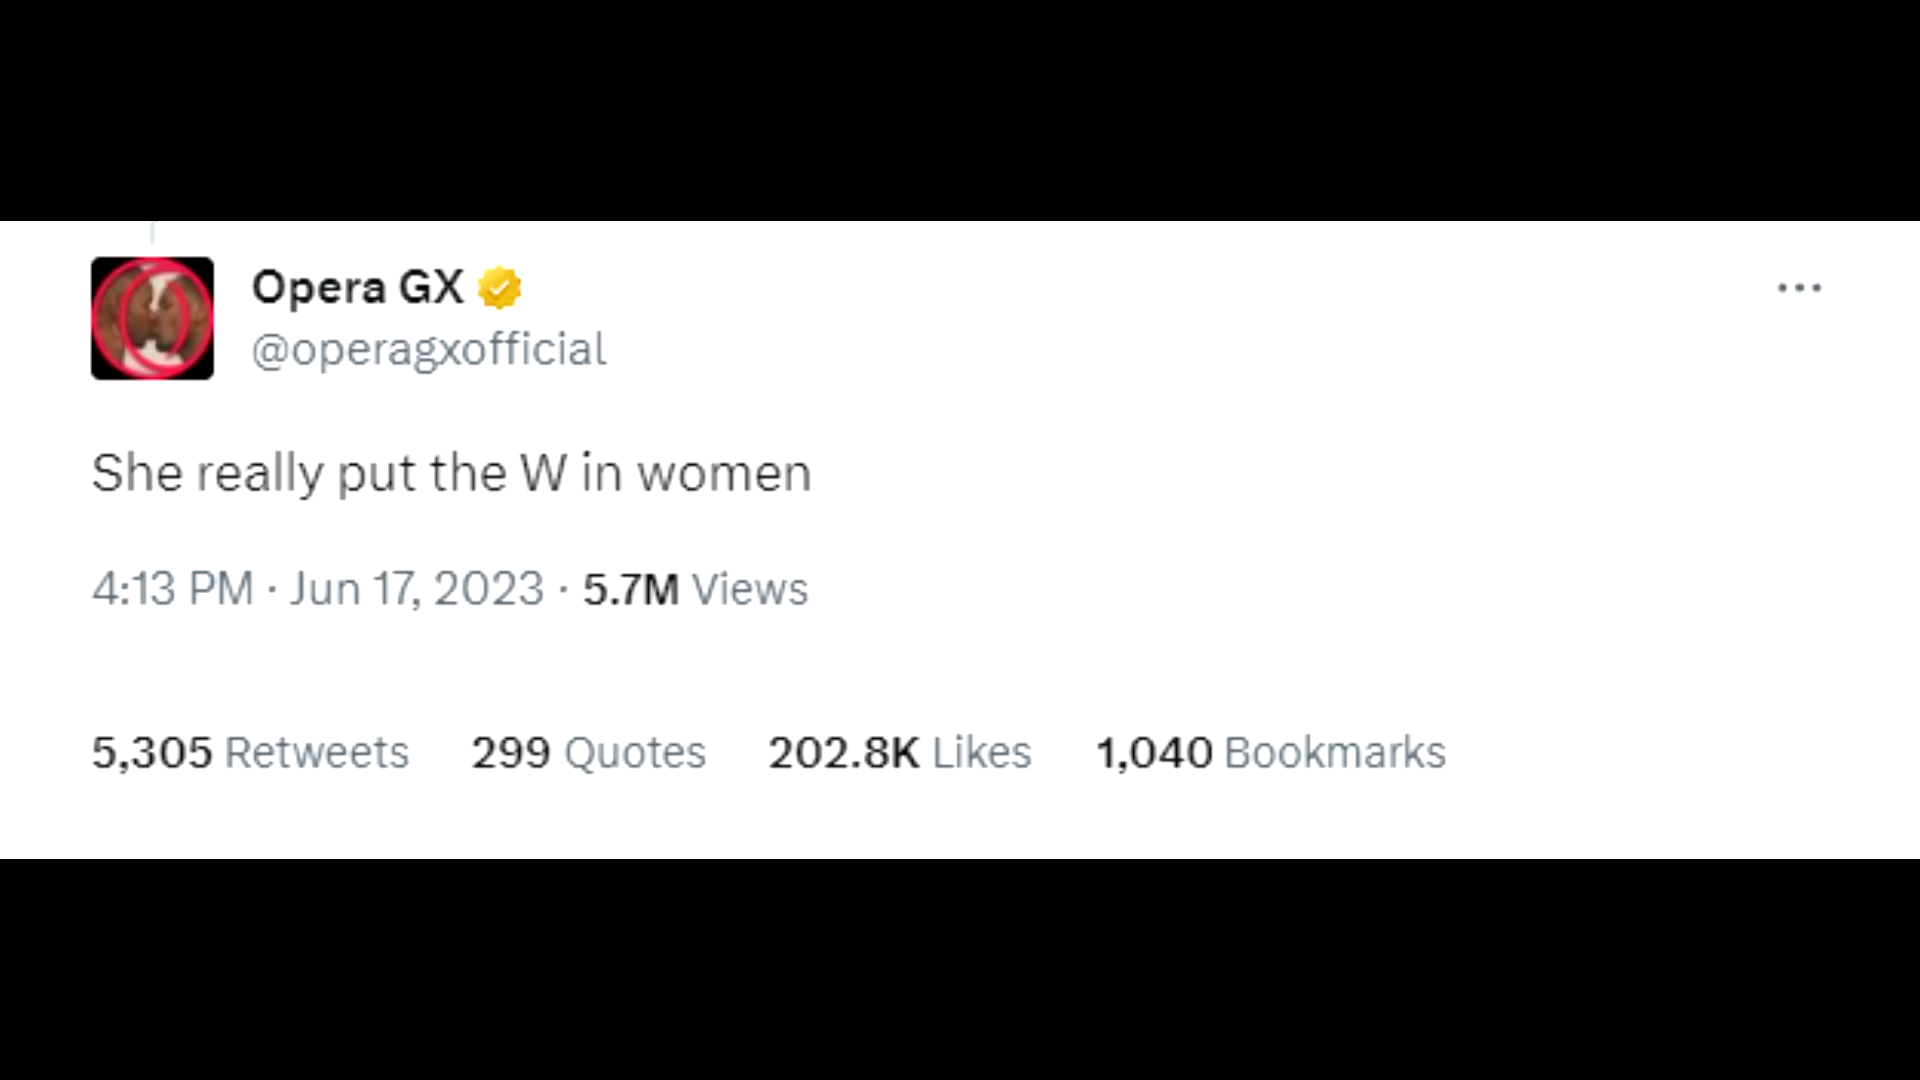 Opera GX
@operagxofficial
She really put the W in women
4:13 PM · Jun 17, 2023 · 5.7M Views
5,305 Retweets 299 Quotes 202.8K Likes 1,040 Bookmarks